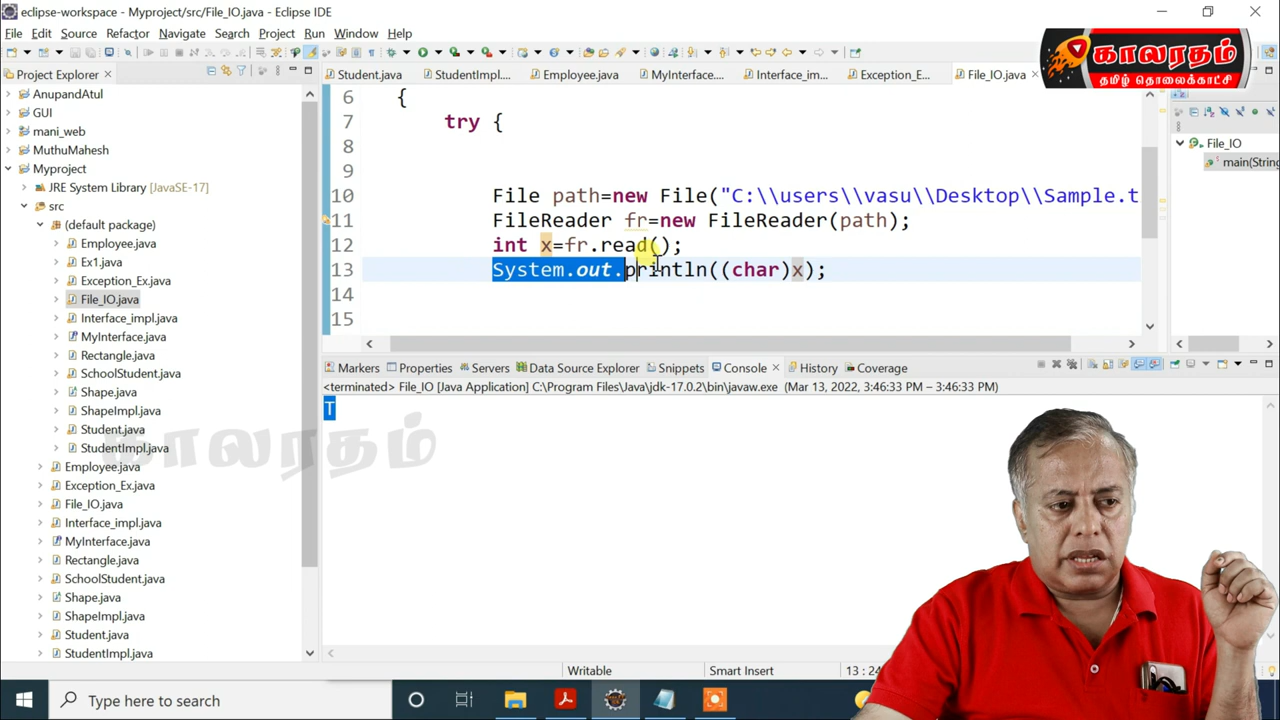 eclipse-workspace - Myproject/src/File_IO.java - Eclipse IDE
File Edit Source Refactor Navigate Search Project Run Window Help
காலரதம்
தமிழ் தொலைக்காட்சி
Project Explorer
Student.java StudentImpl.... Employee.java MyInterface.... Interface_im... Exception_E... File_IO.java
AnupandAtul
GUI
mani_web
MuthuMahesh
Myproject
JRE System Library [JavaSE-17]
src
(default package)
Employee.java
Ex1.java
Exception_Ex.java
File_IO.java
Interface_impl.java
MyInterface.java
Rectangle.java
SchoolStudent.java
Shape.java
ShapeImpl.java
Student.java
StudentImpl.java
Employee.java
Exception_Ex.java
File_IO.java
Interface_impl.java
MyInterface.java
Rectangle.java
SchoolStudent.java
Shape.java
ShapeImpl.java
Student.java
StudentImpl.java
6 {
7 try {
8
9
10 File path=new File("C:\\users\\vasu\\Desktop\\Sample.t
11 FileReader fr=new FileReader(path);
12 int x=fr.read();
13 System.out.println((char)x);
14
15
File_IO
main(String
Markers Properties Servers Data Source Explorer Snippets Console History Coverage
<terminated> File_IO [Java Application] C:\Program Files\Java\jdk-17.0.2\bin\javaw.exe (Mar 13, 2022, 3:46:33 PM – 3:46:33 PM)
T
காலரதம்
Writable Smart Insert 13 : 24
Type here to search